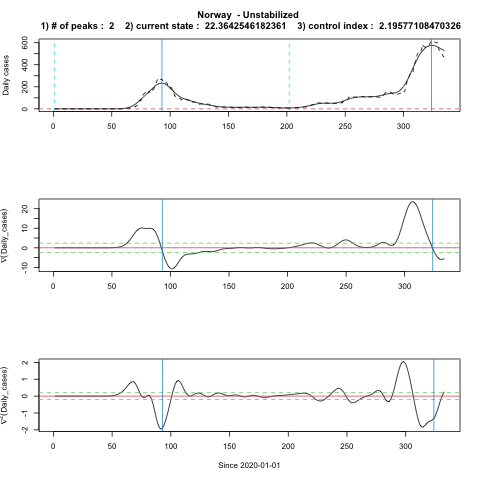 Norway - Unstabilized
1) # of peaks : 2 2) current state : 22.3642546182361 3) control index : 2.19577108470326
Daily cases
0 200 400 600
0 50 100 150 200 250 300
∇(Daily_cases)
-10 0 10 20
0 50 100 150 200 250 300
∇²(Daily_cases)
-2 -1 0 1 2
0 50 100 150 200 250 300
Since 2020-01-01